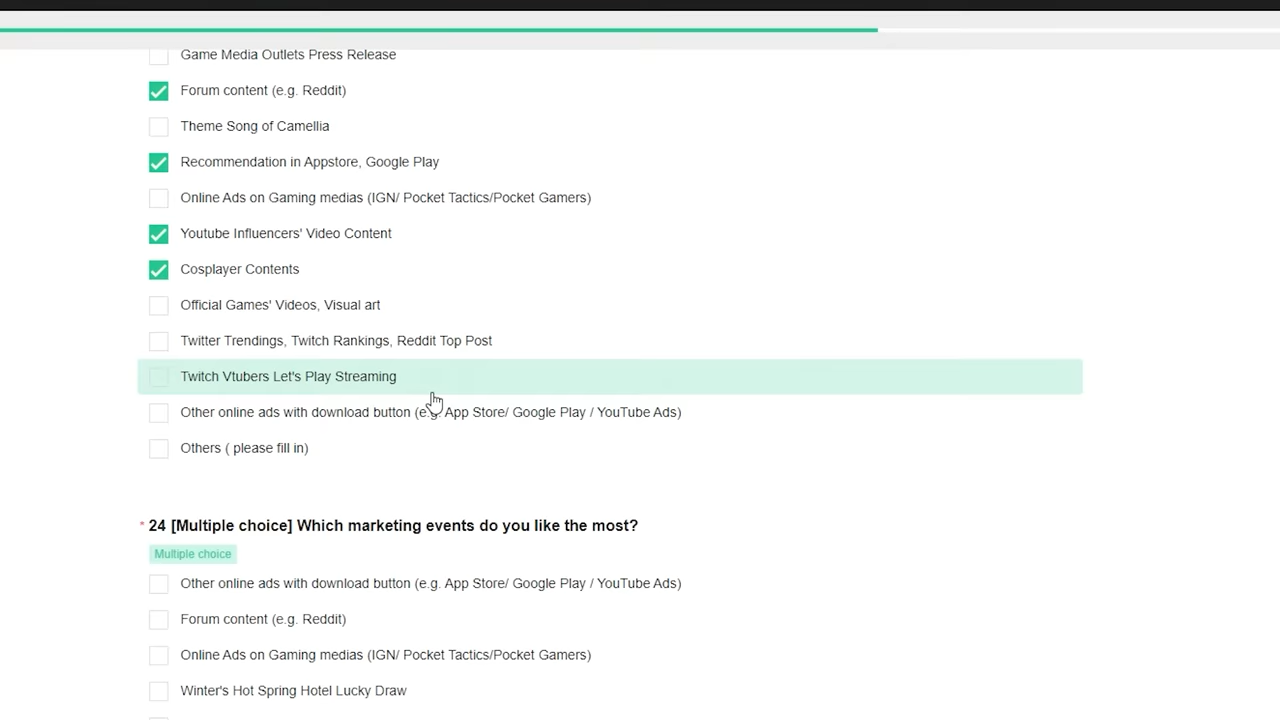 Game Media Outlets Press Release
Forum content (e.g. Reddit)
Theme Song of Camellia
Recommendation in Appstore, Google Play
Online Ads on Gaming medias (IGN/ Pocket Tactics/Pocket Gamers)
Youtube Influencers' Video Content
Cosplayer Contents
Official Games' Videos, Visual art
Twitter Trendings, Twitch Rankings, Reddit Top Post
Twitch Vtubers Let's Play Streaming
Other online ads with download button (e.g. App Store/ Google Play / YouTube Ads)
Others ( please fill in)
* 24 [Multiple choice] Which marketing events do you like the most?
Multiple choice
Other online ads with download button (e.g. App Store/ Google Play / YouTube Ads)
Forum content (e.g. Reddit)
Online Ads on Gaming medias (IGN/ Pocket Tactics/Pocket Gamers)
Winter's Hot Spring Hotel Lucky Draw